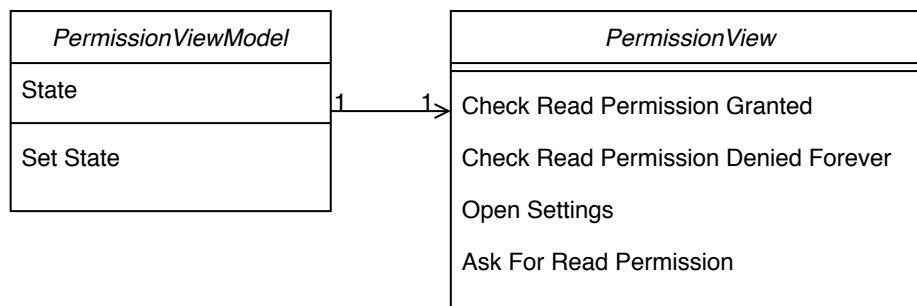 PermissionViewModel
State
Set State
1
1
PermissionView
Check Read Permission Granted
Check Read Permission Denied Forever
Open Settings
Ask For Read Permission